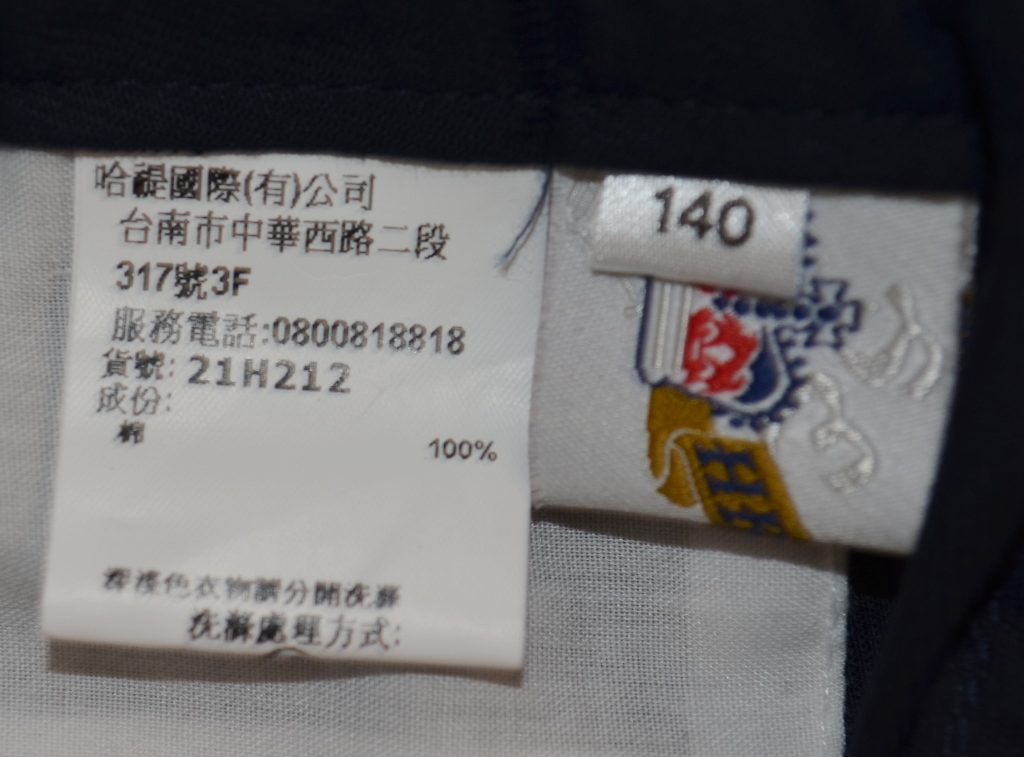 哈褆國際(有)公司
台南市中華西路二段
317號3F
服務電話:0800818818
貨號: 21H212
成份:
棉 100%
深淺色衣物請分開洗滌
洗滌處理方式:
140